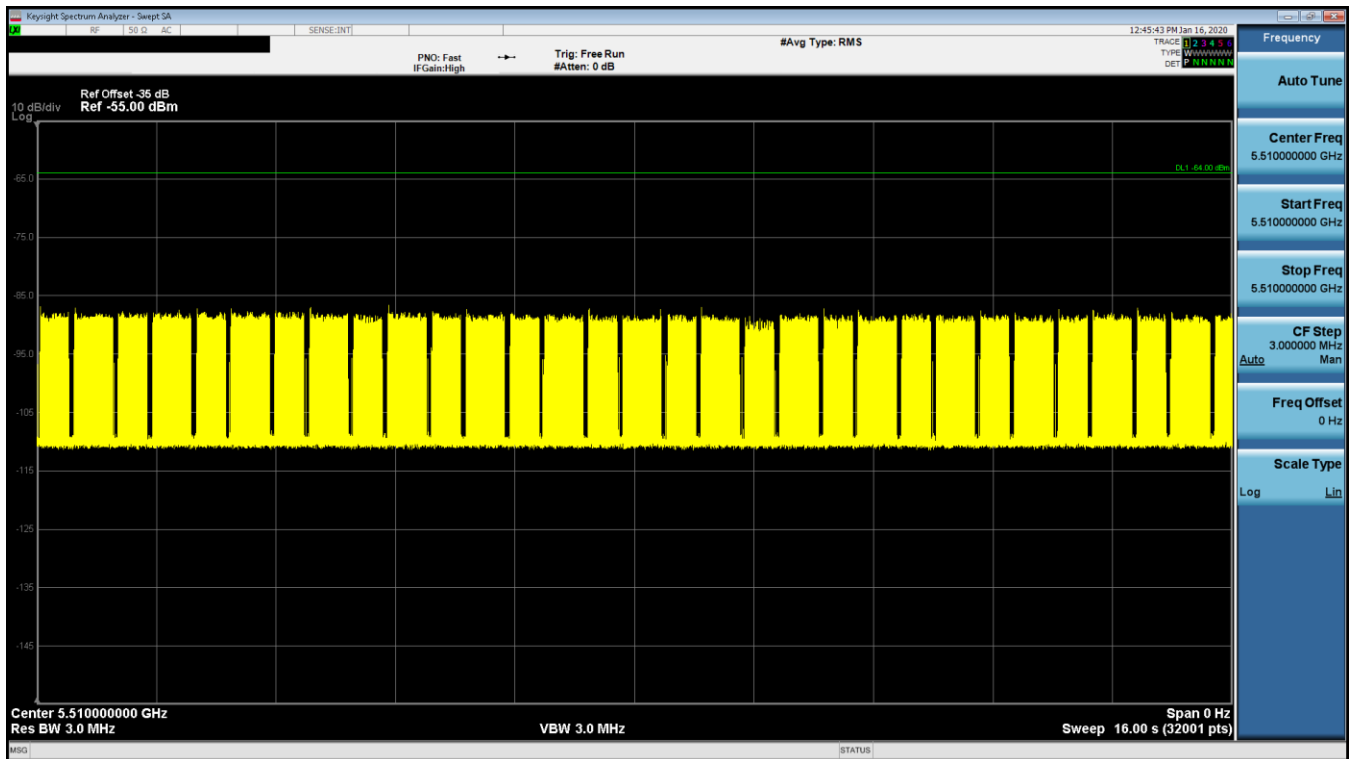 Keysight Spectrum Analyzer - Swept SA
RF 50 Ω AC SENSE:INT 12:45:43 PM Jan 16, 2020
PNO: Fast
IFGain:High
Trig: Free Run
#Atten: 0 dB
#Avg Type: RMS
TRACE 1 2 3 4 5 6
TYPE WWWWWW
DET P N N N N N
Ref Offset -35 dB
10 dB/div Ref -55.00 dBm
Log
DL1 -64.00 dBm
-65.0
-75.0
-85.0
-95.0
-105
-115
-125
-135
-145
Center 5.510000000 GHz Span 0 Hz
Res BW 3.0 MHz VBW 3.0 MHz Sweep 16.00 s (32001 pts)
MSG STATUS
Frequency
Auto Tune
Center Freq
5.510000000 GHz
Start Freq
5.510000000 GHz
Stop Freq
5.510000000 GHz
CF Step
3.000000 MHz
Auto Man
Freq Offset
0 Hz
Scale Type
Log Lin